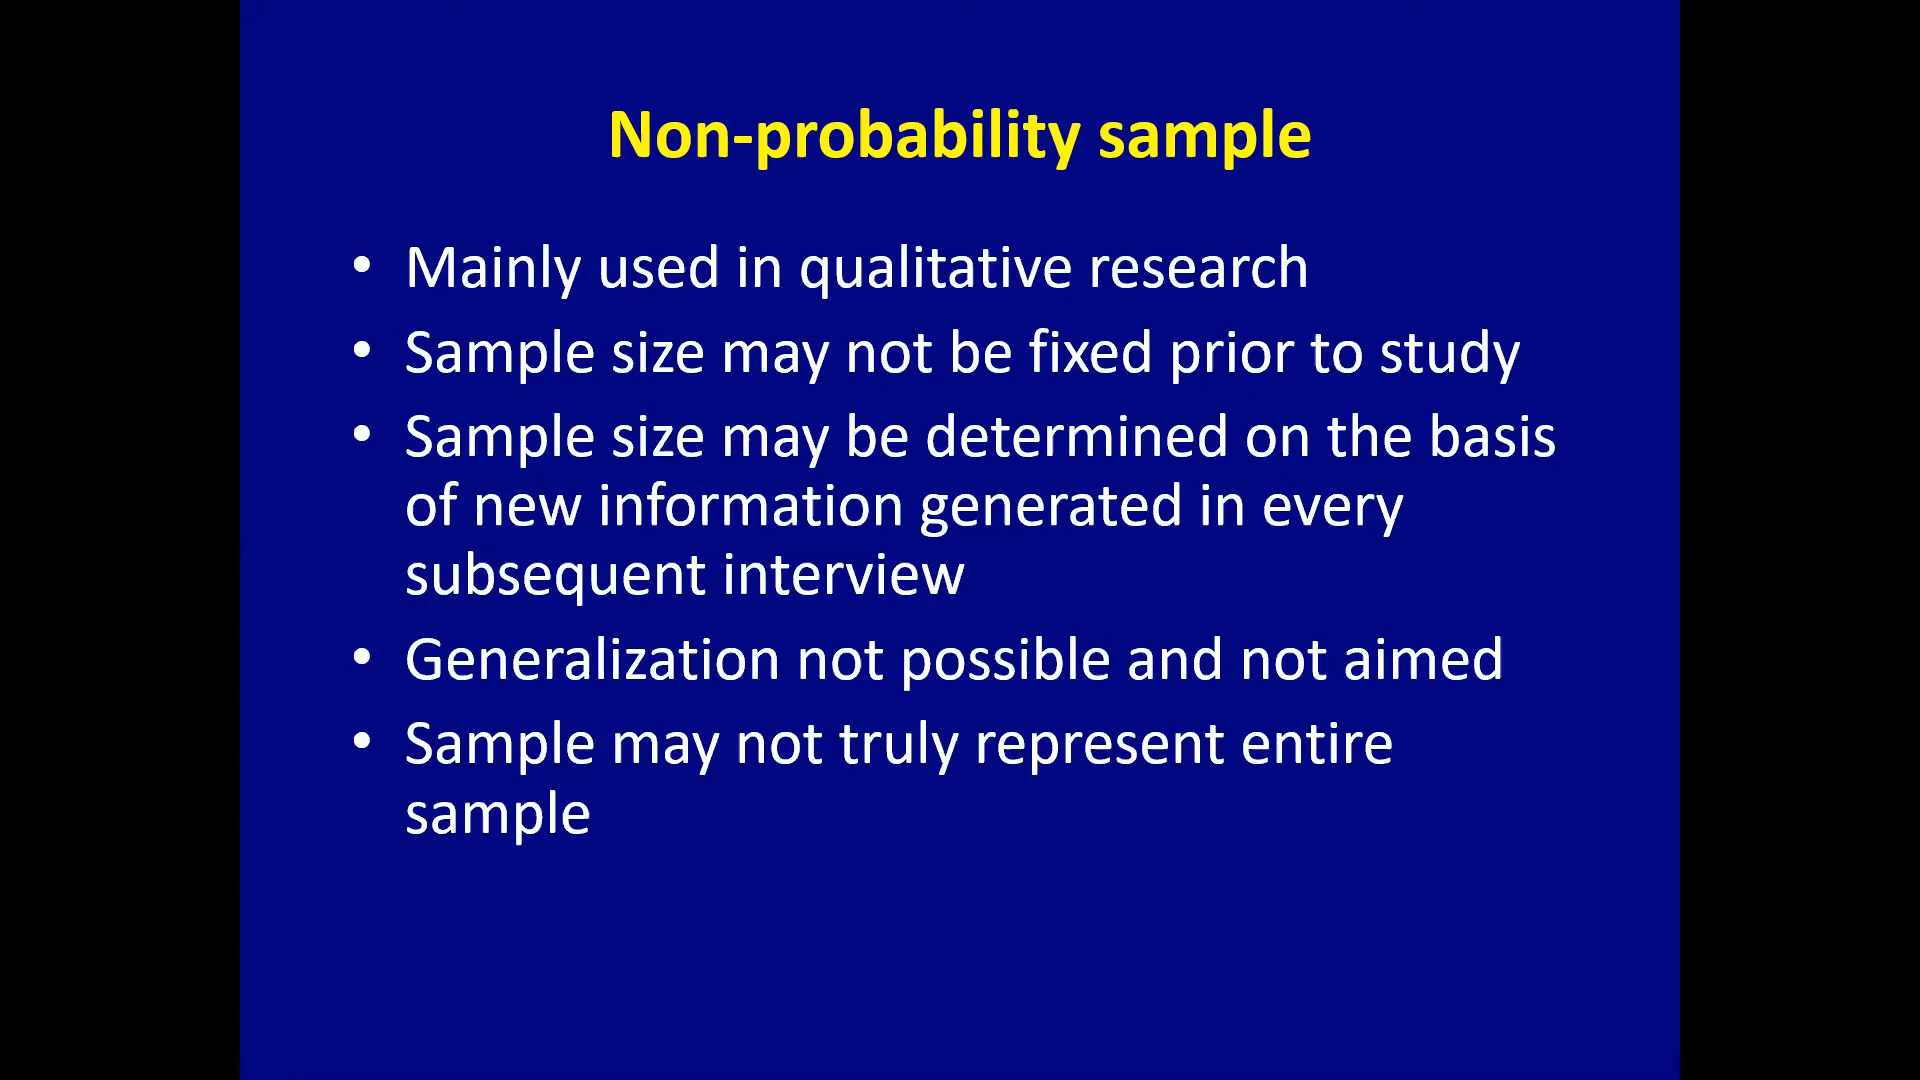 Non-probability sample
• Mainly used in qualitative research
• Sample size may not be fixed prior to study
• Sample size may be determined on the basis
of new information generated in every
subsequent interview
• Generalization not possible and not aimed
• Sample may not truly represent entire
sample